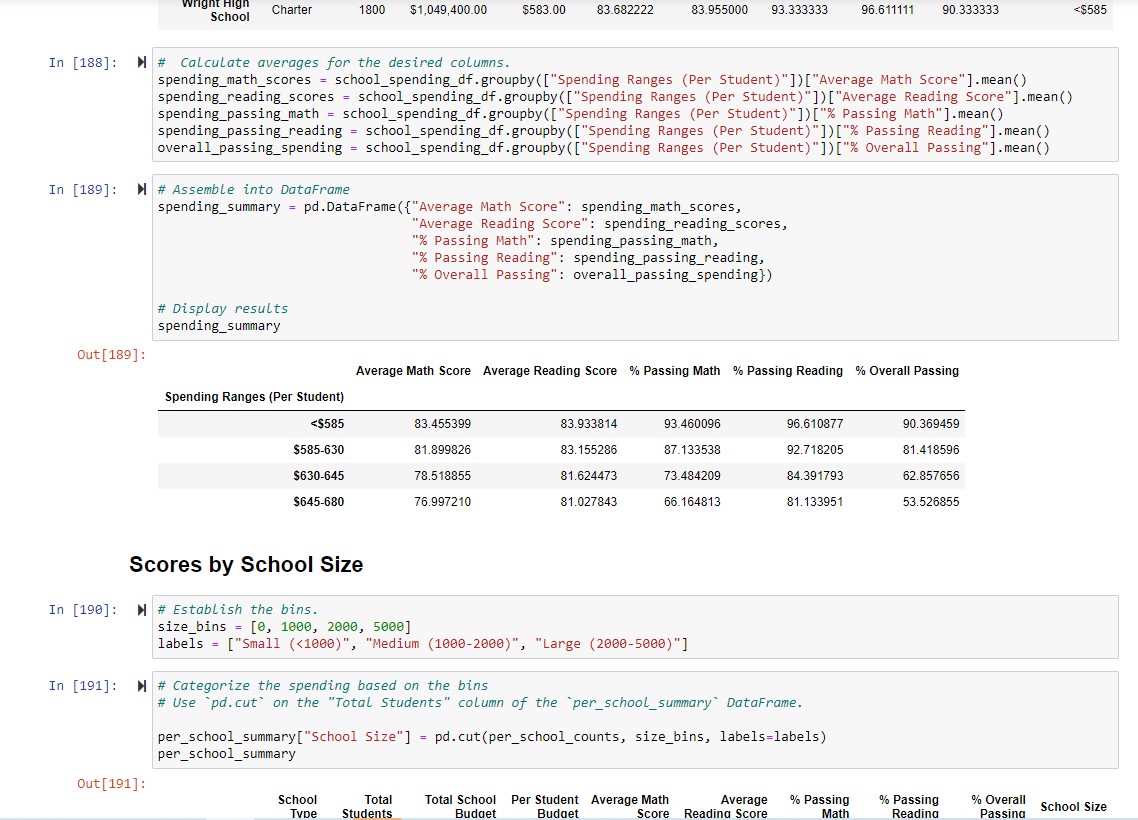 Wright High School Charter 1800 $1,049,400.00 $583.00 83.682222 83.955000 93.333333 96.611111 90.333333 <$585
In [188]:
# Calculate averages for the desired columns.
spending_math_scores = school_spending_df.groupby(["Spending Ranges (Per Student)"])["Average Math Score"].mean()
spending_reading_scores = school_spending_df.groupby(["Spending Ranges (Per Student)"])["Average Reading Score"].mean()
spending_passing_math = school_spending_df.groupby(["Spending Ranges (Per Student)"])["% Passing Math"].mean()
spending_passing_reading = school_spending_df.groupby(["Spending Ranges (Per Student)"])["% Passing Reading"].mean()
overall_passing_spending = school_spending_df.groupby(["Spending Ranges (Per Student)"])["% Overall Passing"].mean()
In [189]:
# Assemble into DataFrame
spending_summary = pd.DataFrame({"Average Math Score": spending_math_scores,
"Average Reading Score": spending_reading_scores,
"% Passing Math": spending_passing_math,
"% Passing Reading": spending_passing_reading,
"% Overall Passing": overall_passing_spending})
# Display results
spending_summary
Out[189]:
Average Math Score Average Reading Score % Passing Math % Passing Reading % Overall Passing
Spending Ranges (Per Student)
<$585 83.455399 83.933814 93.460096 96.610877 90.369459
$585-630 81.899826 83.155286 87.133538 92.718205 81.418596
$630-645 78.518855 81.624473 73.484209 84.391793 62.857656
$645-680 76.997210 81.027843 66.164813 81.133951 53.526855
Scores by School Size
In [190]:
# Establish the bins.
size_bins = [0, 1000, 2000, 5000]
labels = ["Small (<1000)", "Medium (1000-2000)", "Large (2000-5000)"]
In [191]:
# Categorize the spending based on the bins
# Use `pd.cut` on the "Total Students" column of the `per_school_summary` DataFrame.
per_school_summary["School Size"] = pd.cut(per_school_counts, size_bins, labels=labels)
per_school_summary
Out[191]:
School Type Total Students Total School Budget Per Student Budget Average Math Score Average Reading Score % Passing Math % Passing Reading % Overall Passing School Size